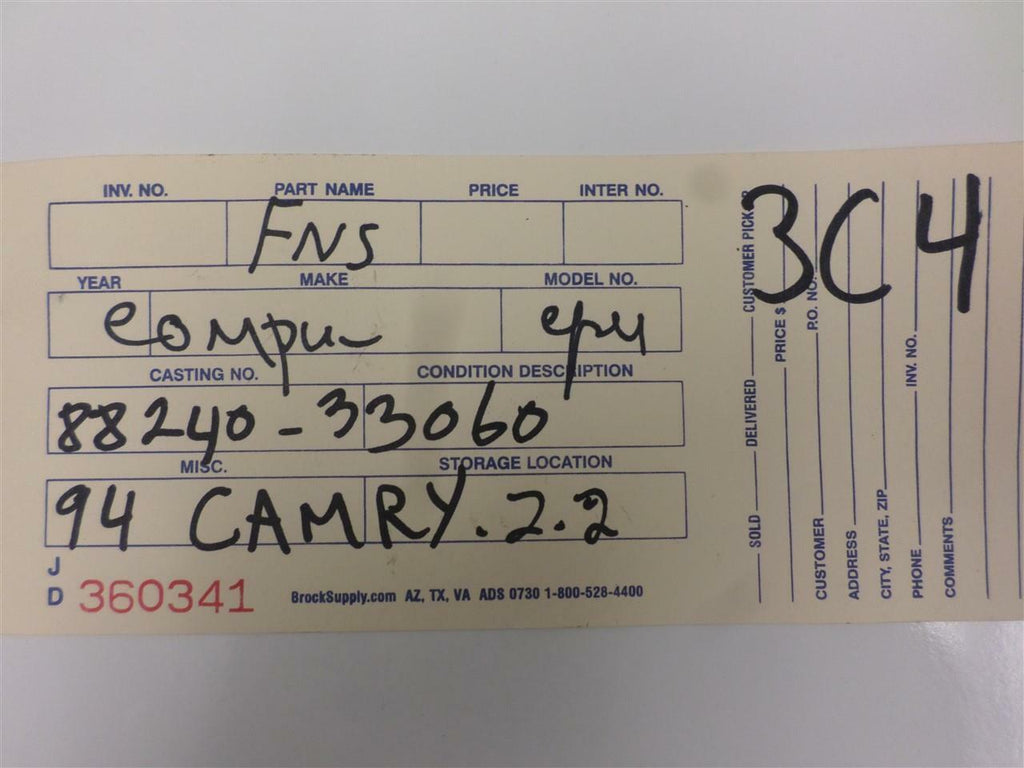 INV. NO. PART NAME PRICE INTER NO.
FNS
YEAR MAKE MODEL NO.
Compu epu
CASTING NO. CONDITION DESCRIPTION
88240-33060
MISC. STORAGE LOCATION
94 CAMRY. 2.2
J
D 360341 BrockSupply.com AZ, TX, VA ADS 0730 1-800-528-4400
3C4
SOLD DELIVERED CUSTOMER PICK
PRICE $
CUSTOMER P.O. NO.
ADDRESS
CITY, STATE, ZIP
PHONE INV. NO.
COMMENTS